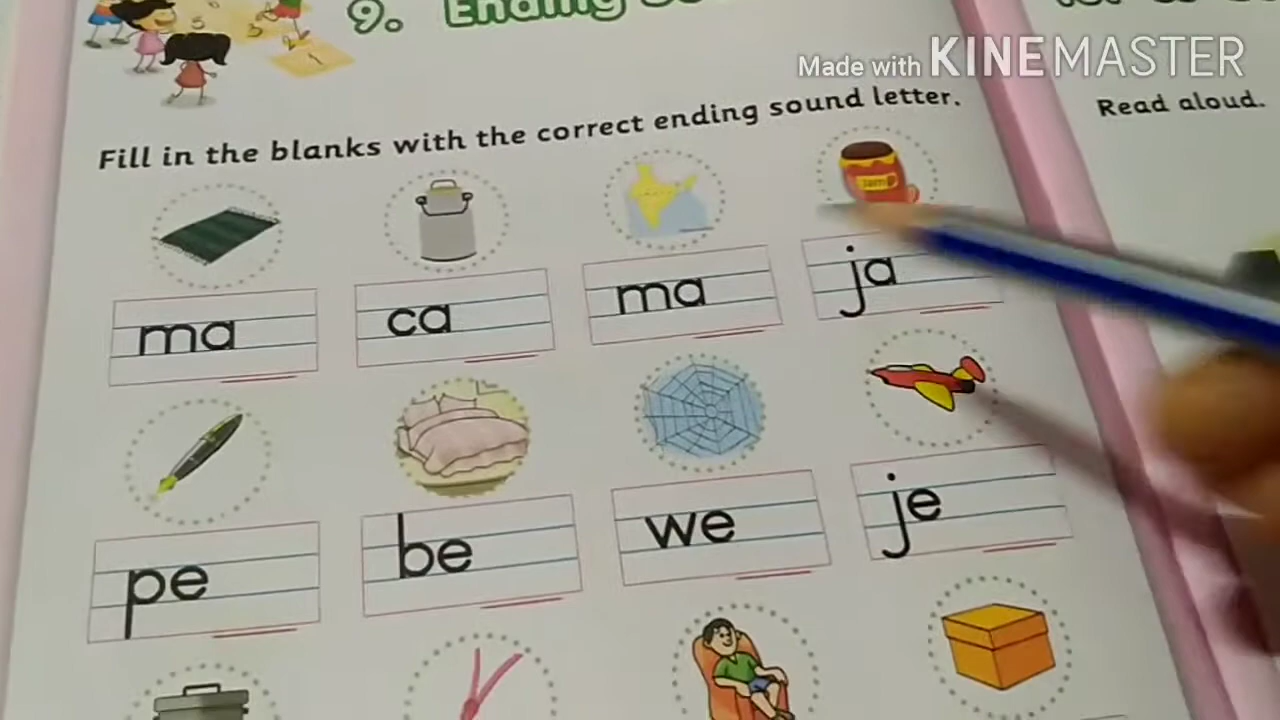 9. Ending
Made with KINEMASTER
Read aloud.
Fill in the blanks with the correct ending sound letter.
Jam
ma ca ma ja
pe be we je